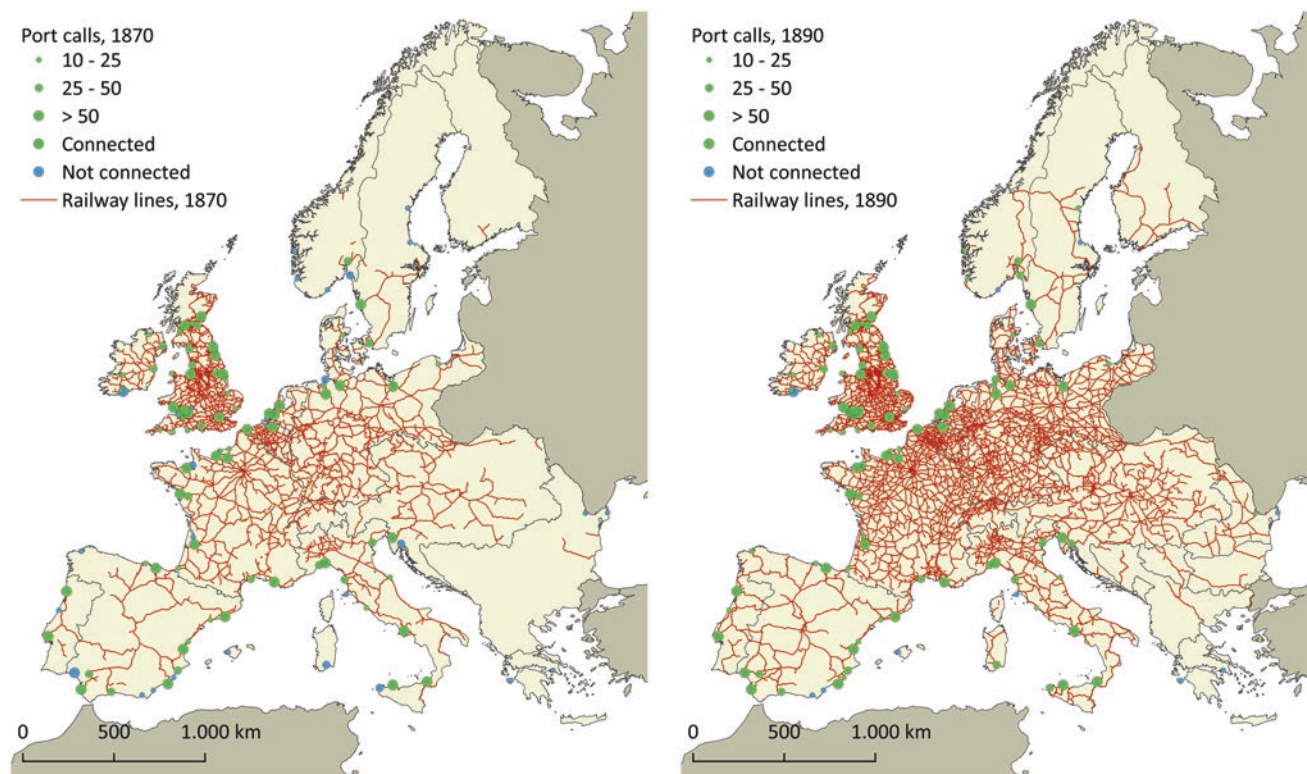 Port calls, 1870
10 - 25
25 - 50
> 50
Connected
Not connected
Railway lines, 1870
0 500 1.000 km
Port calls, 1890
10 - 25
25 - 50
> 50
Connected
Not connected
Railway lines, 1890
0 500 1.000 km